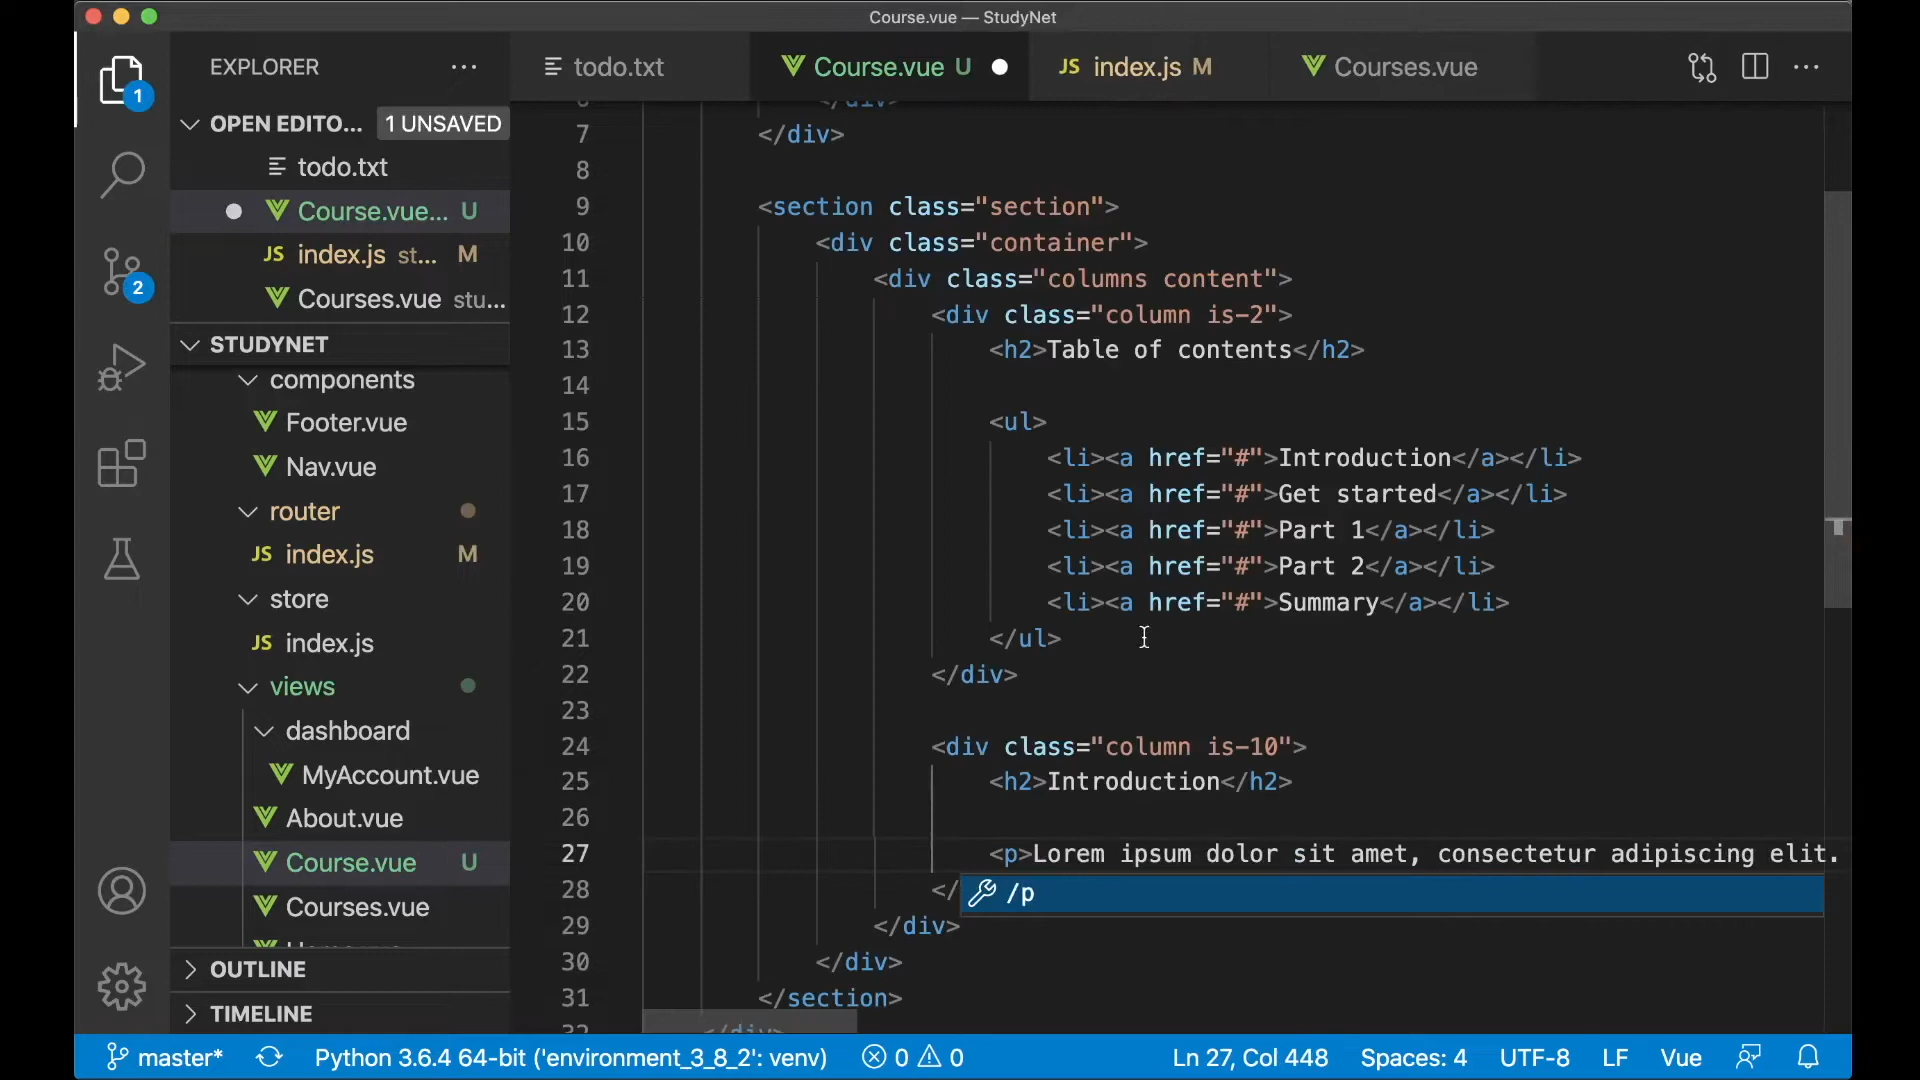 Course.vue — StudyNet
EXPLORER
todo.txt
Course.vue U
JS index.js M
Courses.vue
OPEN EDITO... 1 UNSAVED
todo.txt
Course.vue... U
JS index.js st... M
Courses.vue stu...
STUDYNET
components
Footer.vue
Nav.vue
router
JS index.js M
store
JS index.js
views
dashboard
MyAccount.vue
About.vue
Course.vue U
Courses.vue
OUTLINE
TIMELINE
1
2
7 </div>
8
9 <section class="section">
10 <div class="container">
11 <div class="columns content">
12 <div class="column is-2">
13 <h2>Table of contents</h2>
14
15 <ul>
16 <li><a href="#">Introduction</a></li>
17 <li><a href="#">Get started</a></li>
18 <li><a href="#">Part 1</a></li>
19 <li><a href="#">Part 2</a></li>
20 <li><a href="#">Summary</a></li>
21 </ul>
22 </div>
23
24 <div class="column is-10">
25 <h2>Introduction</h2>
26
27 <p>Lorem ipsum dolor sit amet, consectetur adipiscing elit.
28 </
/p
29 </div>
30 </div>
31 </section>
32 </div>
master* Python 3.6.4 64-bit ('environment_3_8_2': venv) 0 0 Ln 27, Col 448 Spaces: 4 UTF-8 LF Vue